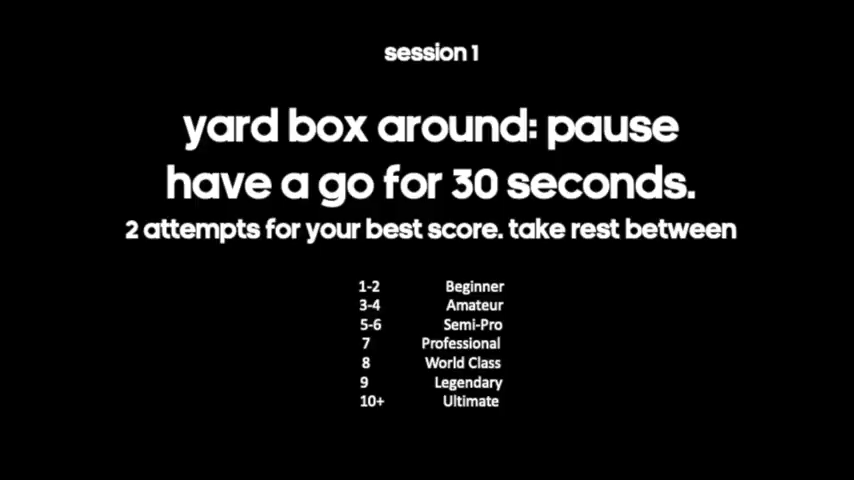 session 1
yard box around: pause
have a go for 30 seconds.
2 attempts for your best score. take rest between
1-2 Beginner
3-4 Amateur
5-6 Semi-Pro
7 Professional
8 World Class
9 Legendary
10+ Ultimate